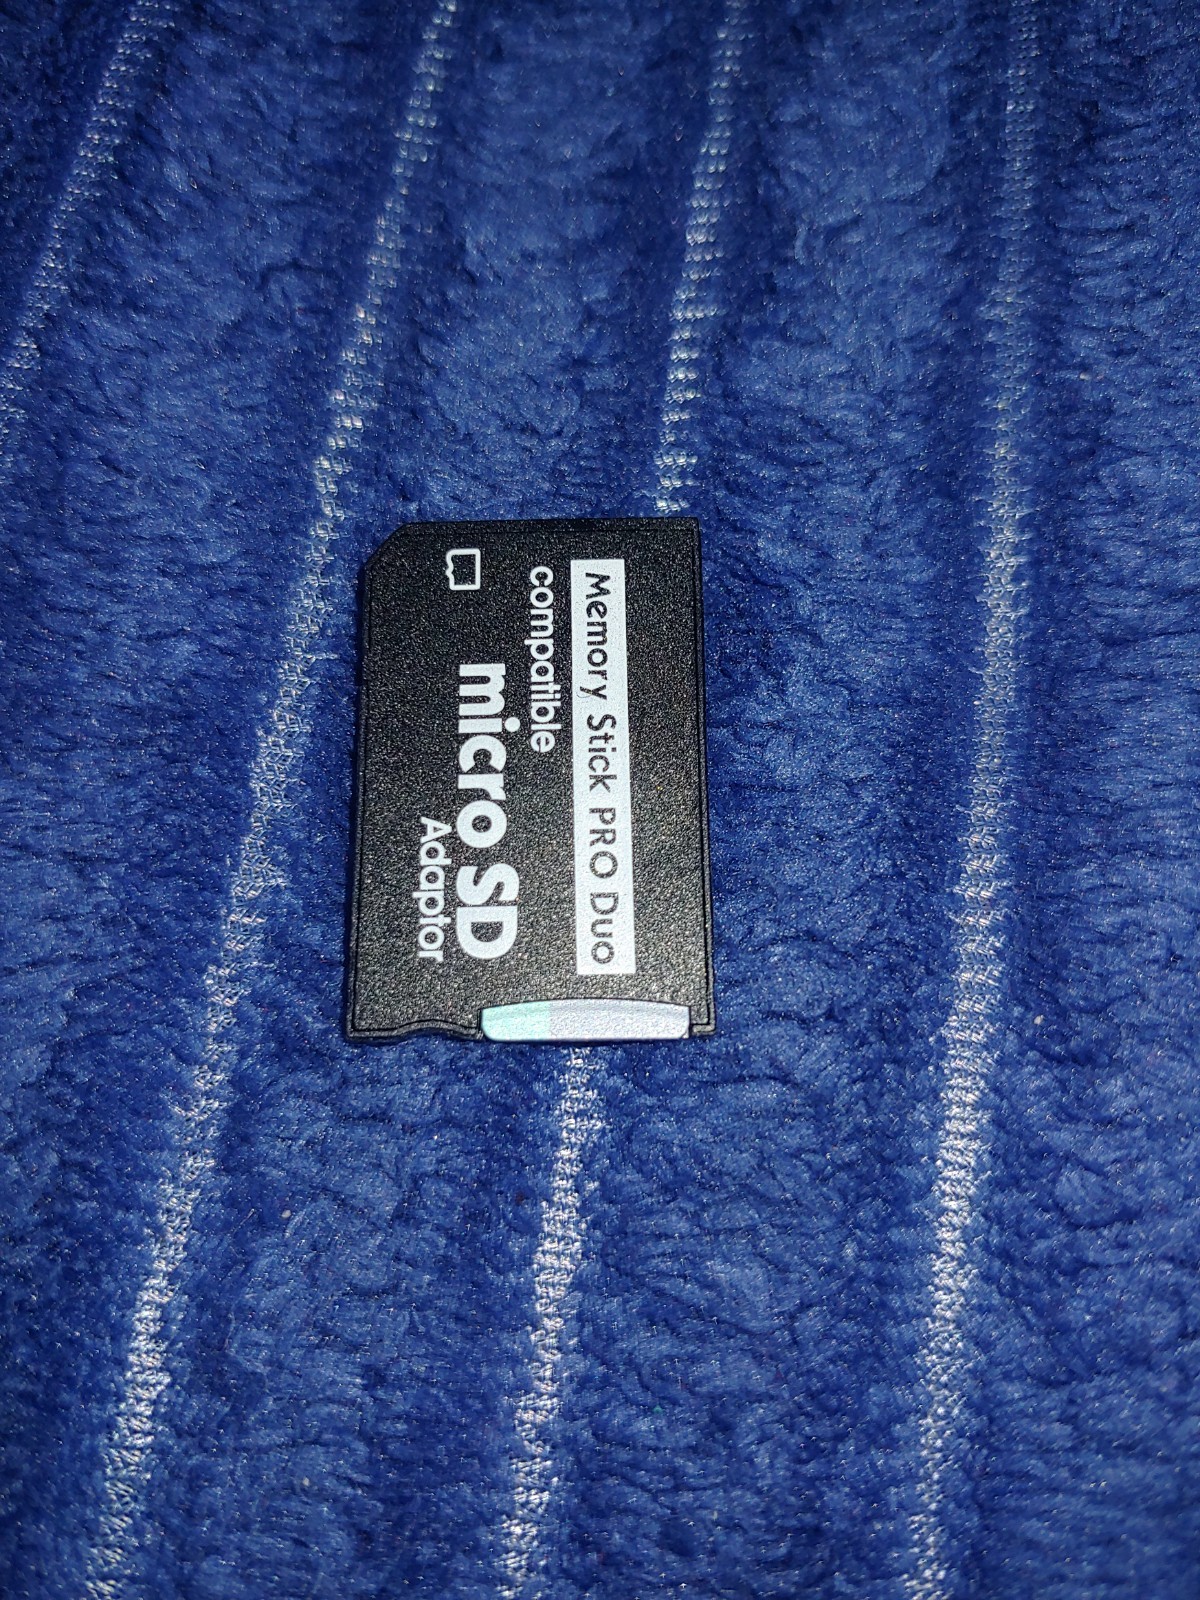 Memory Stick PRO Duo
compatible
micro SD
Adaptor